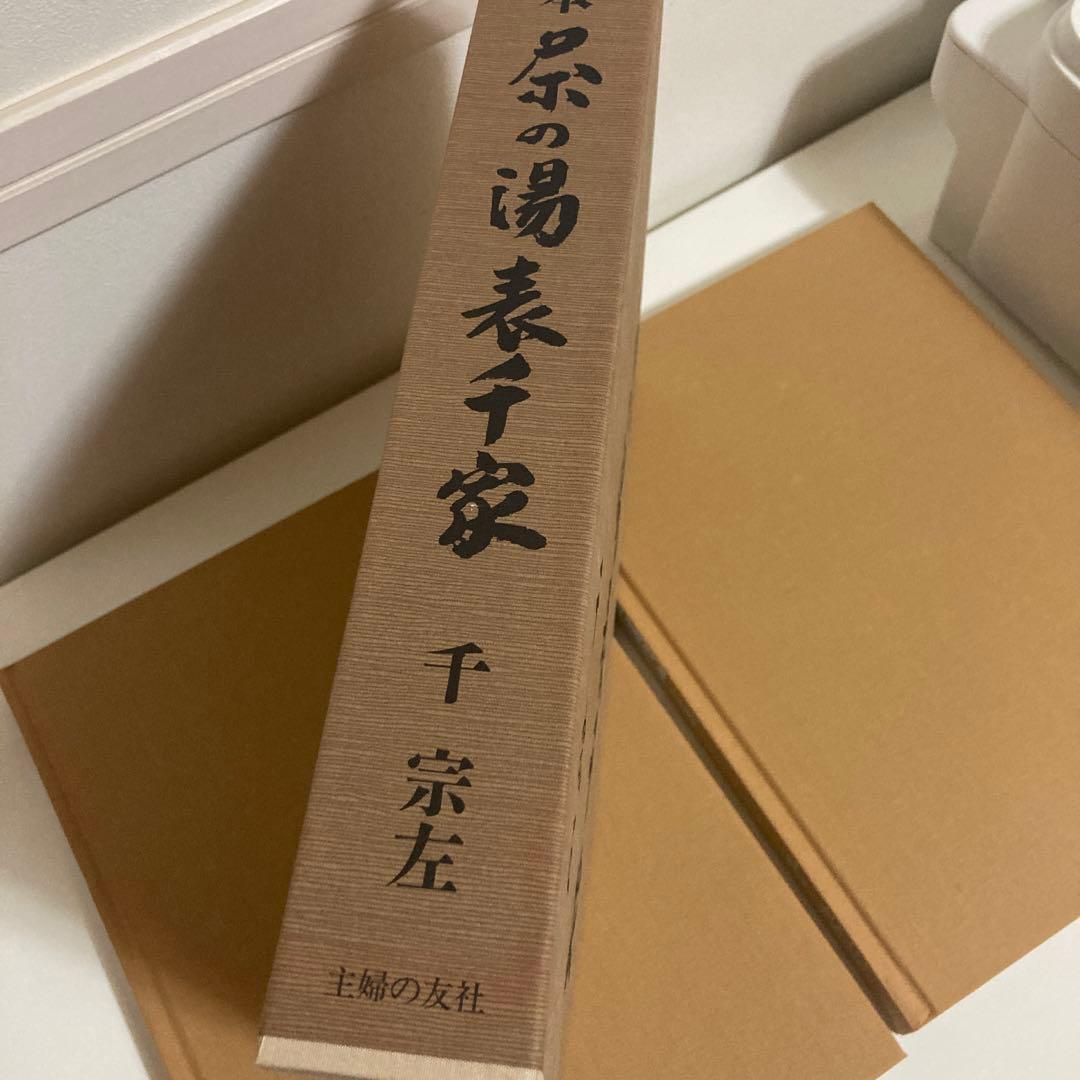 茶の湯 表千家
千 宗左
主婦の友社